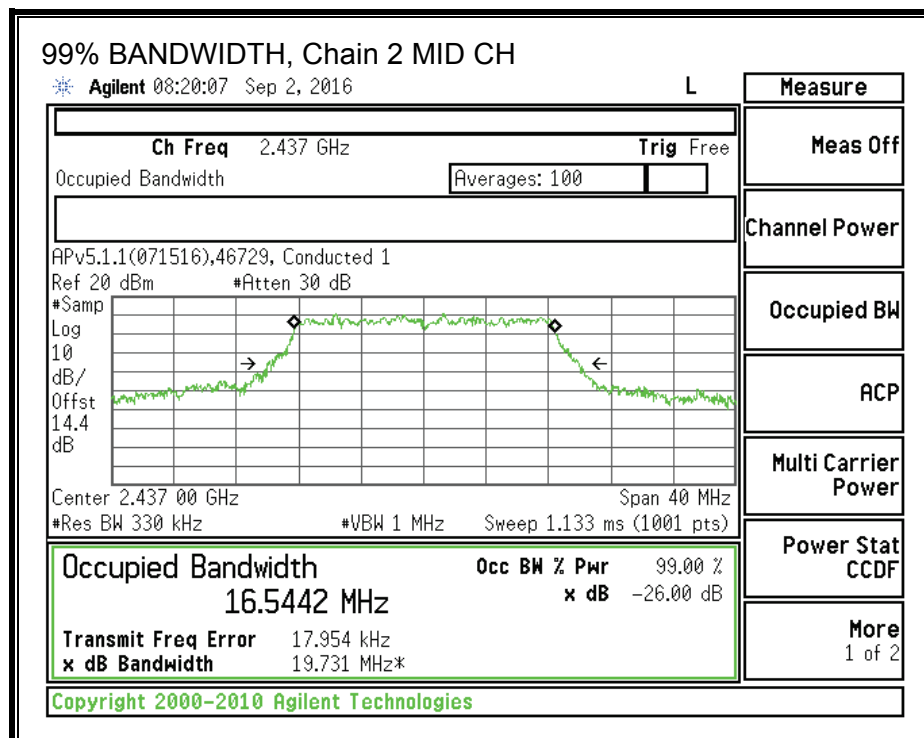 99% BANDWIDTH, Chain 2 MID CH
Agilent 08:20:07 Sep 2, 2016 L
Measure
Ch Freq 2.437 GHz Trig Free
Occupied Bandwidth Averages: 100
APv5.1.1(071516),46729, Conducted 1
Ref 20 dBm #Atten 30 dB
#Samp
Log
10
dB/
Offst
14.4
dB
Center 2.437 00 GHz Span 40 MHz
#Res BW 330 kHz #VBW 1 MHz Sweep 1.133 ms (1001 pts)
Occupied Bandwidth
16.5442 MHz
Occ BW % Pwr 99.00 %
x dB -26.00 dB
Transmit Freq Error 17.954 kHz
x dB Bandwidth 19.731 MHz*
Meas Off
Channel Power
Occupied BW
ACP
Multi Carrier
Power
Power Stat
CCDF
More
1 of 2
Copyright 2000-2010 Agilent Technologies